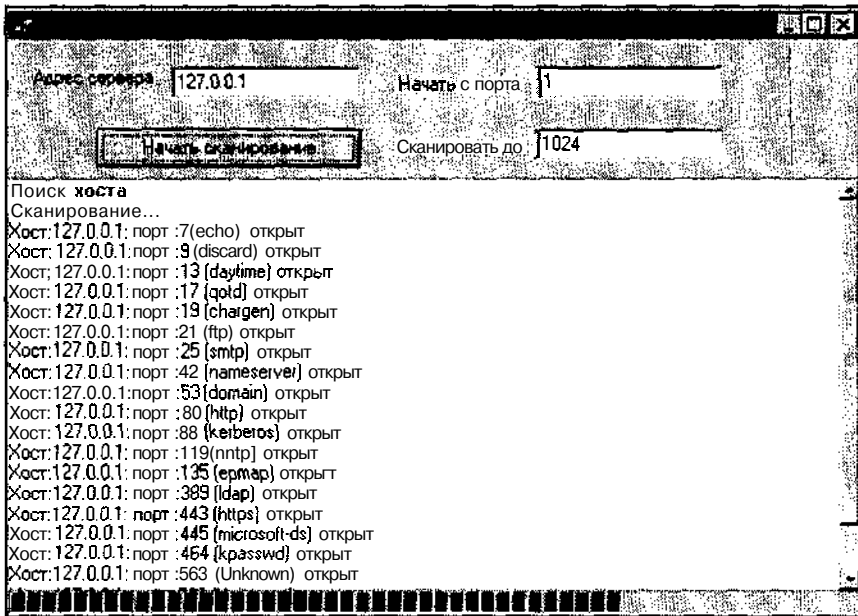 Адрес сервера 127.0.0.1 Начать с порта 1
Начать сканирование Сканировать до 1024
Поиск хоста
Сканирование...
Хост:127.0.0.1: порт :7(echo) открыт
Хост: 127.0.0.1: порт :9 (discard) открыт
Хост; 127.0.0.1: порт :13 (daytime) открыт
Хост: 127.0.0.1: порт :17 (qotd) открыт
Хост: 127.0.0.1: порт :19 (chargen) открыт
Хост: 127.0.0.1: порт :21 (ftp) открыт
Хост:127.0.0.1: порт :25 (smtp) открыт
Хост:127.0.0.1: порт :42 (nameserver) открыт
Хост: 127.0.0.1:порт :53(domain) открыт
Хост: 127.0.0.1: порт :80 (http) открыт
Хост: 127.0.0.1: порт :88 (kerberos) открыт
Хост:127.0.0.1: порт :119(nntp] открыт
Хост:127.0.0.1: порт :135 (epmap) открыт
Хост: 127.0.0.1: порт :389 (ldap) открыт
Хост:127.0.0.1: порт :443 (https) открыт
Хост: 127.0.0.1: порт :445 (microsoft-ds) открыт
Хост: 127.0.0.1: порт :464 (kpasswd) открыт
Хост:127.0.0.1: порт :563 (Unknown) открыт